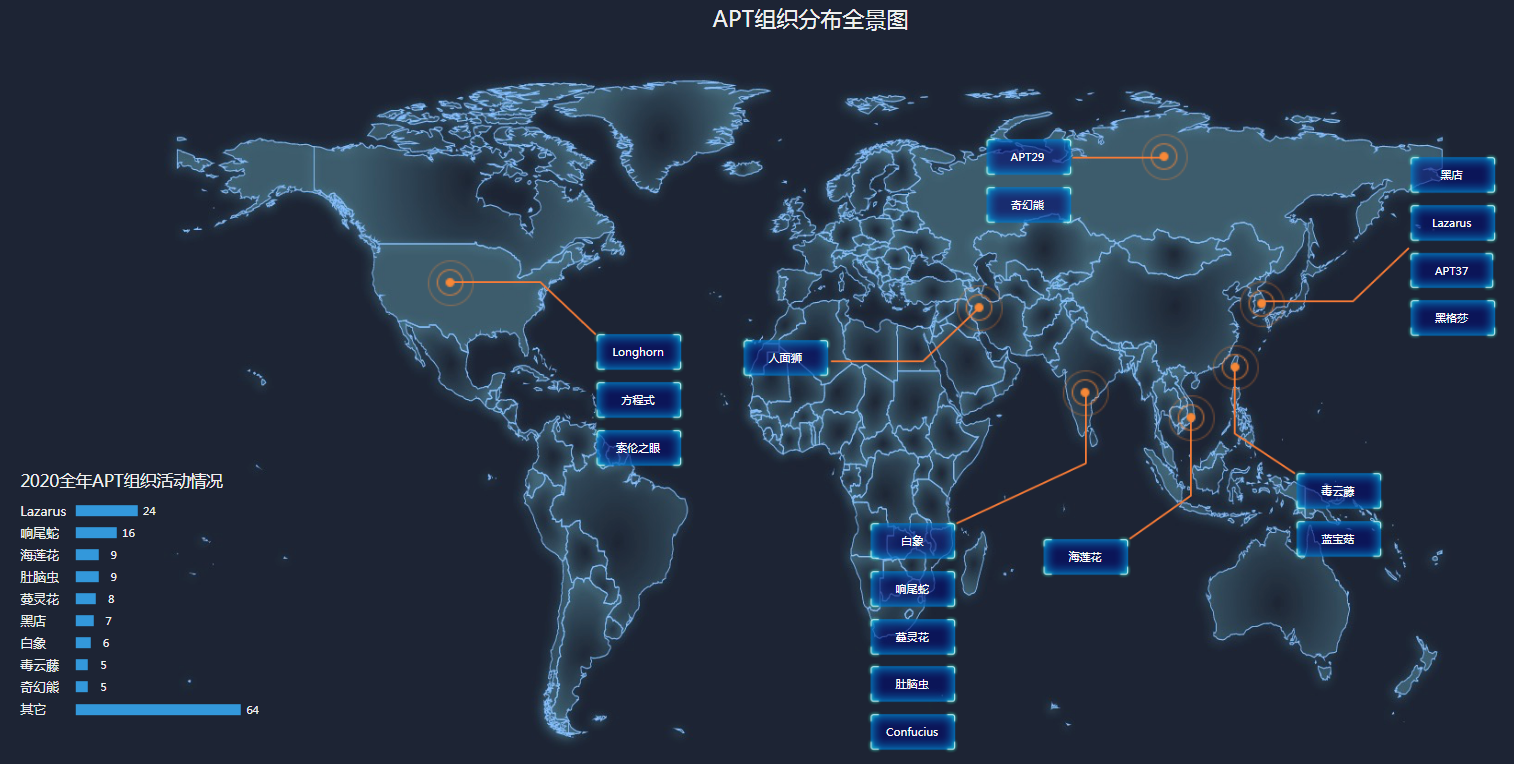 APT组织分布全景图
APT29
奇幻熊
黑店
Lazarus
APT37
黑格莎
Longhorn
方程式
索伦之眼
人面狮
毒云藤
蓝宝菇
海莲花
白象
响尾蛇
蔓灵花
肚脑虫
Confucius
2020全年APT组织活动情况
Lazarus 24
响尾蛇 16
海莲花 9
肚脑虫 9
蔓灵花 8
黑店 7
白象 6
毒云藤 5
奇幻熊 5
其它 64